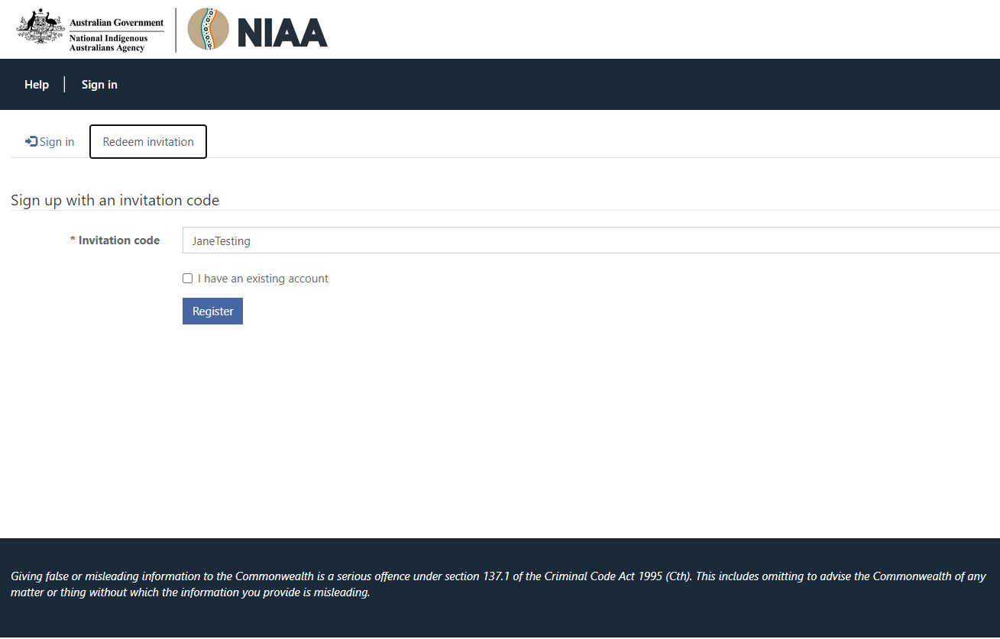 Australian Government
National Indigenous
Australians Agency
NIAA
Help
Sign in
Sign in
Redeem invitation
Sign up with an invitation code
* Invitation code
JaneTesting
I have an existing account
Register
Giving false or misleading information to the Commonwealth is a serious offence under section 137.1 of the Criminal Code Act 1995 (Cth). This includes omitting to advise the Commonwealth of any
matter or thing without which the information you provide is misleading.